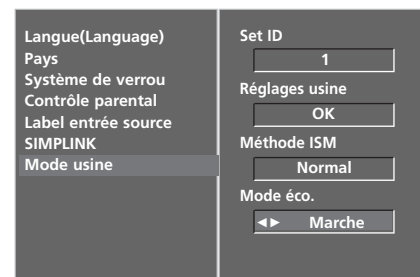 Langue(Language)
Pays
Système de verrou
Contrôle parental
Label entrée source
SIMPLINK
Mode usine
Set ID
1
Réglages usine
OK
Méthode ISM
Normal
Mode éco.
◄► Marche